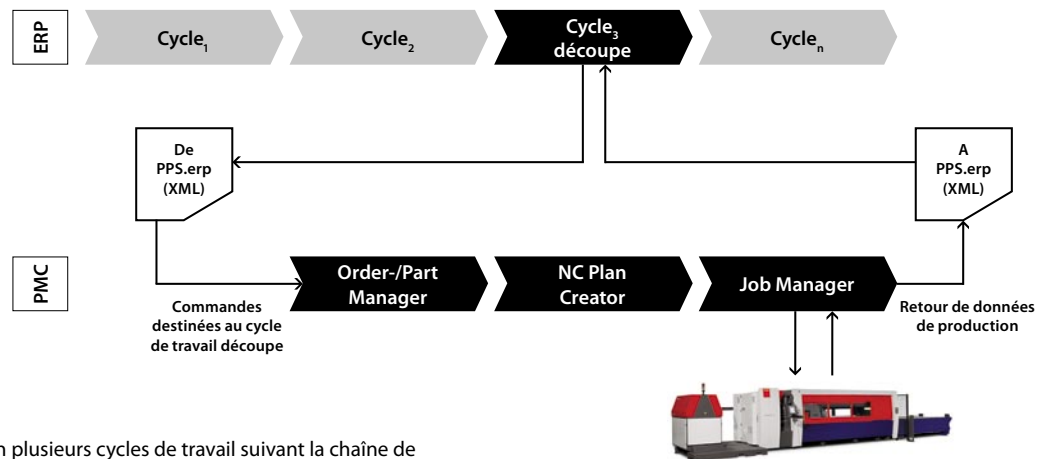 ERP
Cycle₁
Cycle₂
Cycle₃
découpe
Cycleₙ
De
PPS.erp
(XML)
A
PPS.erp
(XML)
PMC
Order-/Part
Manager
NC Plan
Creator
Job Manager
Commandes
destinées au cycle
de travail découpe
Retour de données
de production
n plusieurs cycles de travail suivant la chaîne de